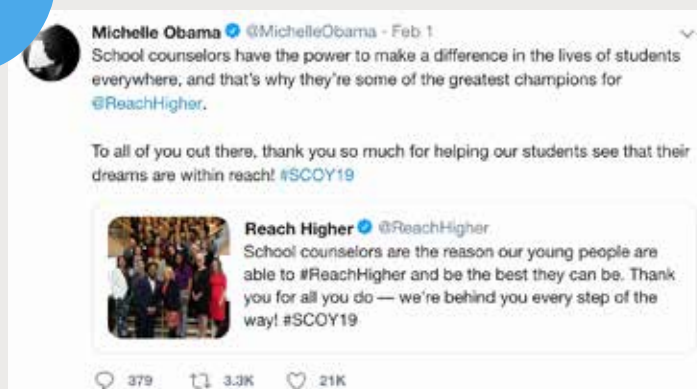 Michelle Obama @MichelleObama - Feb 1
School counselors have the power to make a difference in the lives of students
everywhere, and that's why they're some of the greatest champions for
@ReachHigher.
To all of you out there, thank you so much for helping our students see that their
dreams are within reach! #SCOY19
Reach Higher @ReachHigher
School counselors are the reason our young people are
able to #ReachHigher and be the best they can be. Thank
you for all you do — we're behind you every step of the
way! #SCOY19
379 3.3K 21K